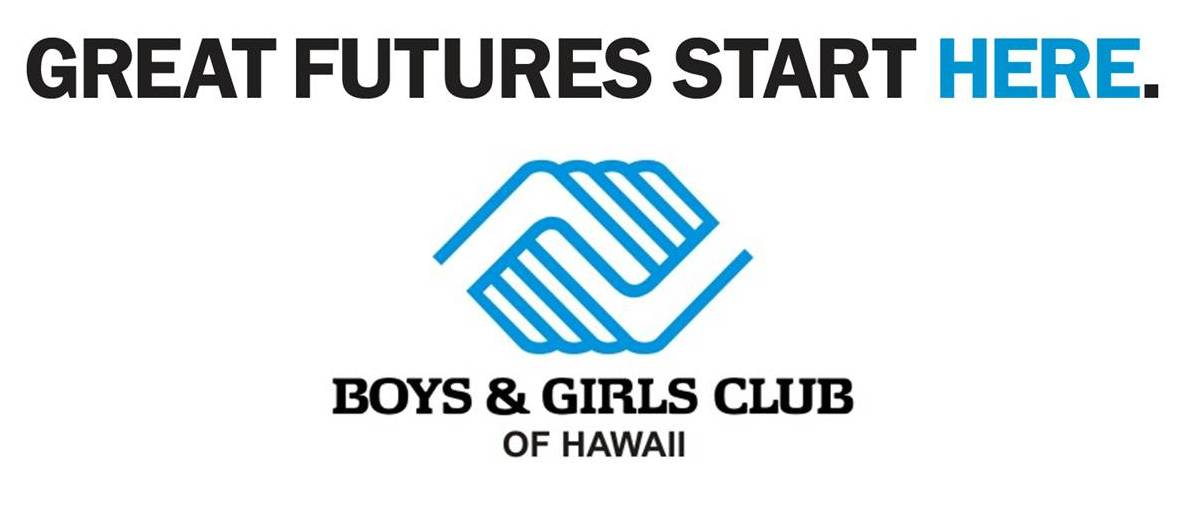 GREAT FUTURES START HERE.
BOYS & GIRLS CLUB
OF HAWAII